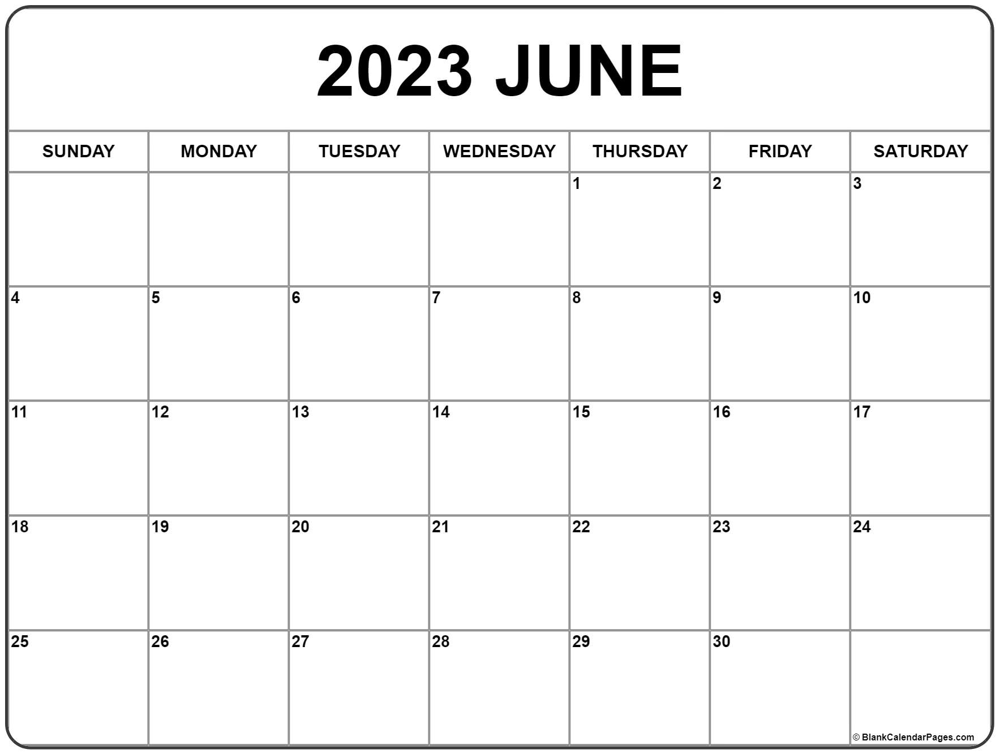 2023 JUNE
SUNDAY MONDAY TUESDAY WEDNESDAY THURSDAY FRIDAY SATURDAY
1 2 3
4 5 6 7 8 9 10
11 12 13 14 15 16 17
18 19 20 21 22 23 24
25 26 27 28 29 30
© BlankCalendarPages.com